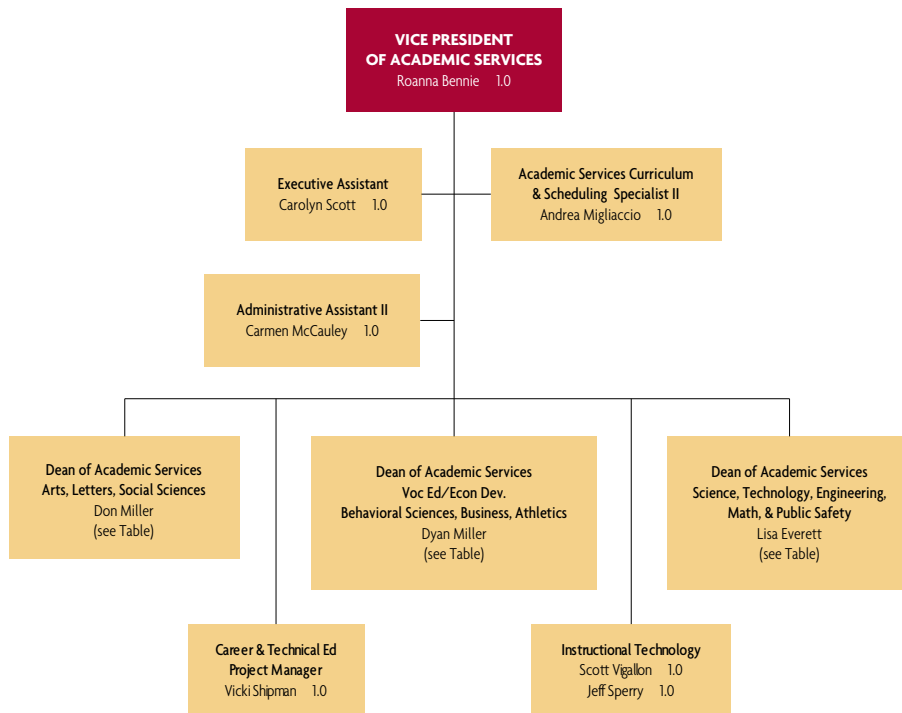 VICE PRESIDENT
OF ACADEMIC SERVICES
Roanna Bennie 1.0
Executive Assistant
Carolyn Scott 1.0
Academic Services Curriculum
& Scheduling Specialist II
Andrea Migliaccio 1.0
Administrative Assistant II
Carmen McCauley 1.0
Dean of Academic Services
Arts, Letters, Social Sciences
Don Miller
(see Table)
Dean of Academic Services
Voc Ed/Econ Dev.
Behavioral Sciences, Business, Athletics
Dyan Miller
(see Table)
Dean of Academic Services
Science, Technology, Engineering,
Math, & Public Safety
Lisa Everett
(see Table)
Career & Technical Ed
Project Manager
Vicki Shipman 1.0
Instructional Technology
Scott Vigallon 1.0
Jeff Sperry 1.0